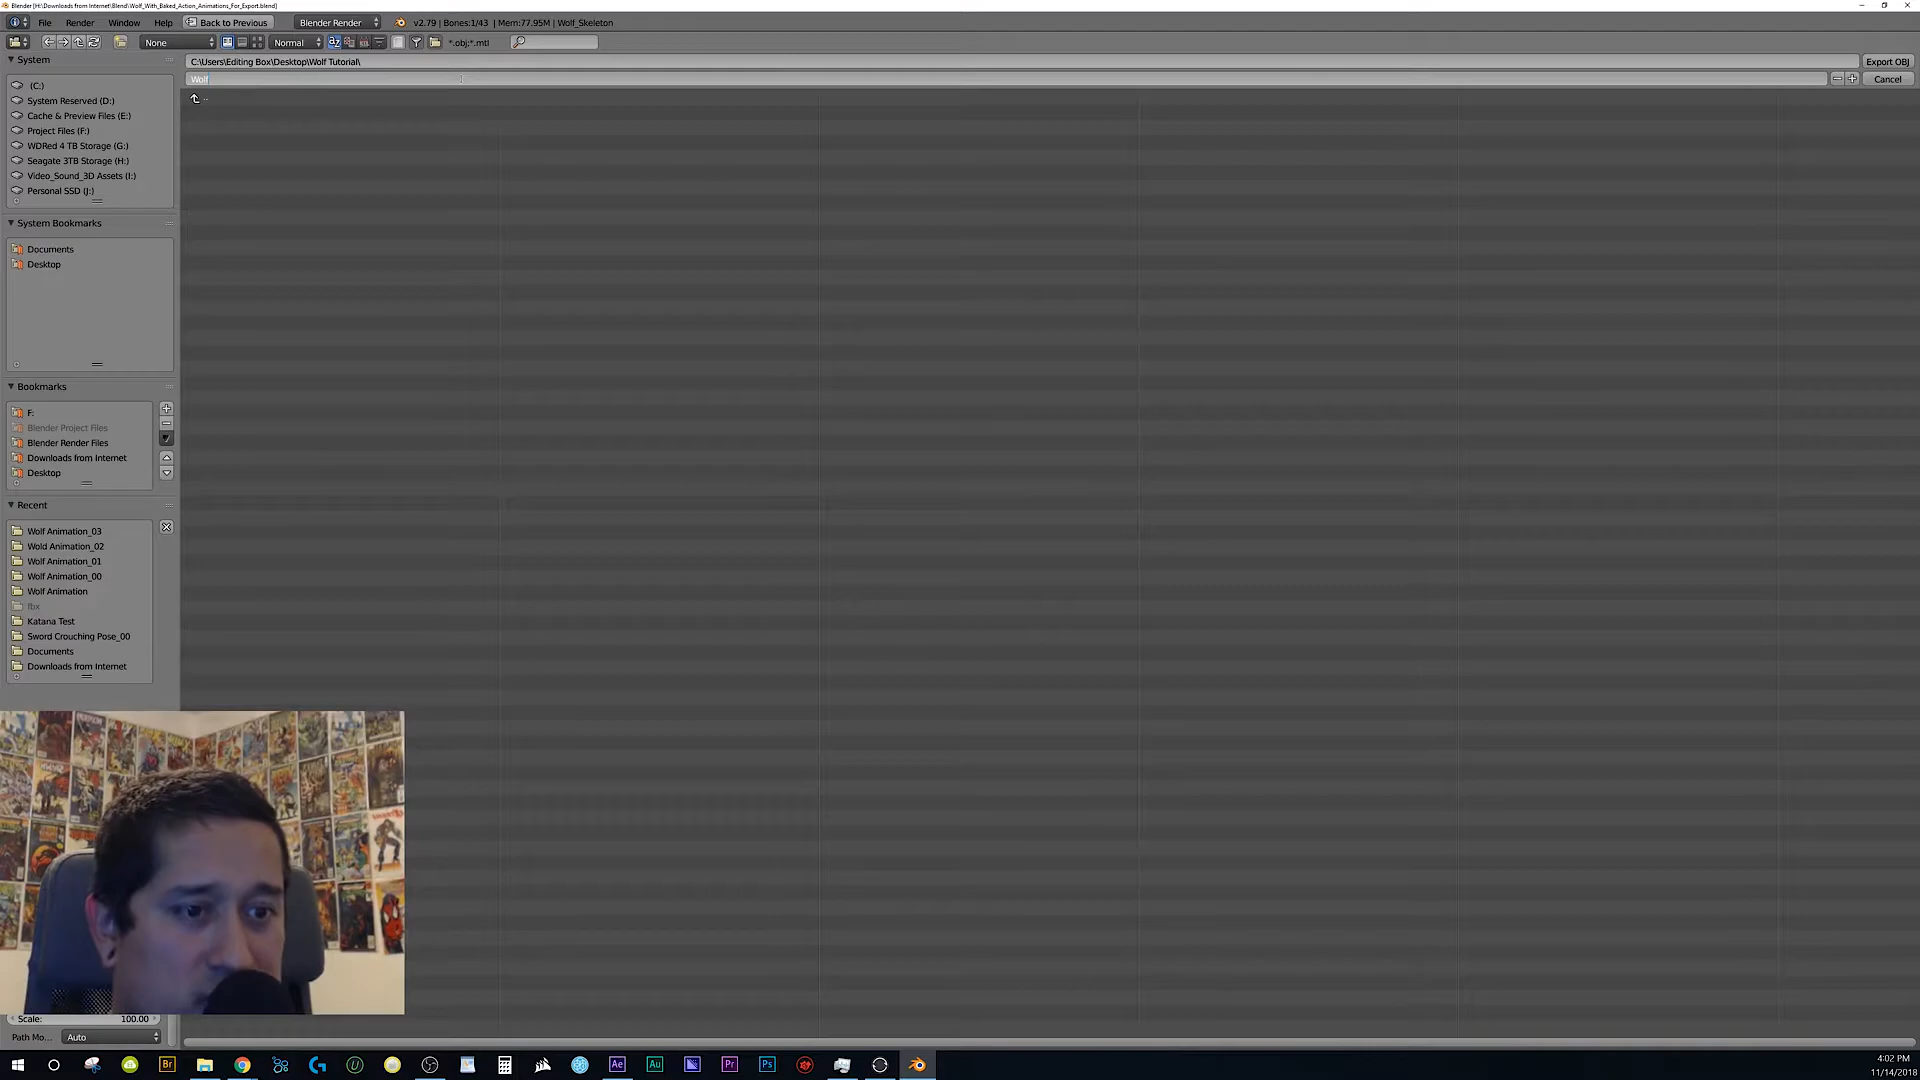 Blender [H:\Downloads from Internet\Blend\Wolf_With_Baked_Action_Animations_For_Export.blend]
File Render Window Help Back to Previous Blender Render v2.79 | Bones:1/43 | Mem:77.95M | Wolf_Skeleton
None Normal *.obj;*.mtl
System
C:\Users\Editing Box\Desktop\Wolf Tutorial\ Export OBJ
Wolf Cancel
..
(C:)
System Reserved (D:)
Cache & Preview Files (E:)
Project Files (F:)
WDRed 4 TB Storage (G:)
Seagate 3TB Storage (H:)
Video_Sound_3D Assets (I:)
Personal SSD (J:)
System Bookmarks
Documents
Desktop
Bookmarks
F:
Blender Project Files
Blender Render Files
Downloads from Internet
Desktop
Recent
Wolf Animation_03
Wold Animation_02
Wolf Animation_01
Wolf Animation_00
Wolf Animation
fbx
Katana Test
Sword Crouching Pose_00
Documents
Downloads from Internet
Scale: 100.00
Path Mo... Auto
Br Ae Au Pr Ps
4:02 PM
11/14/2018